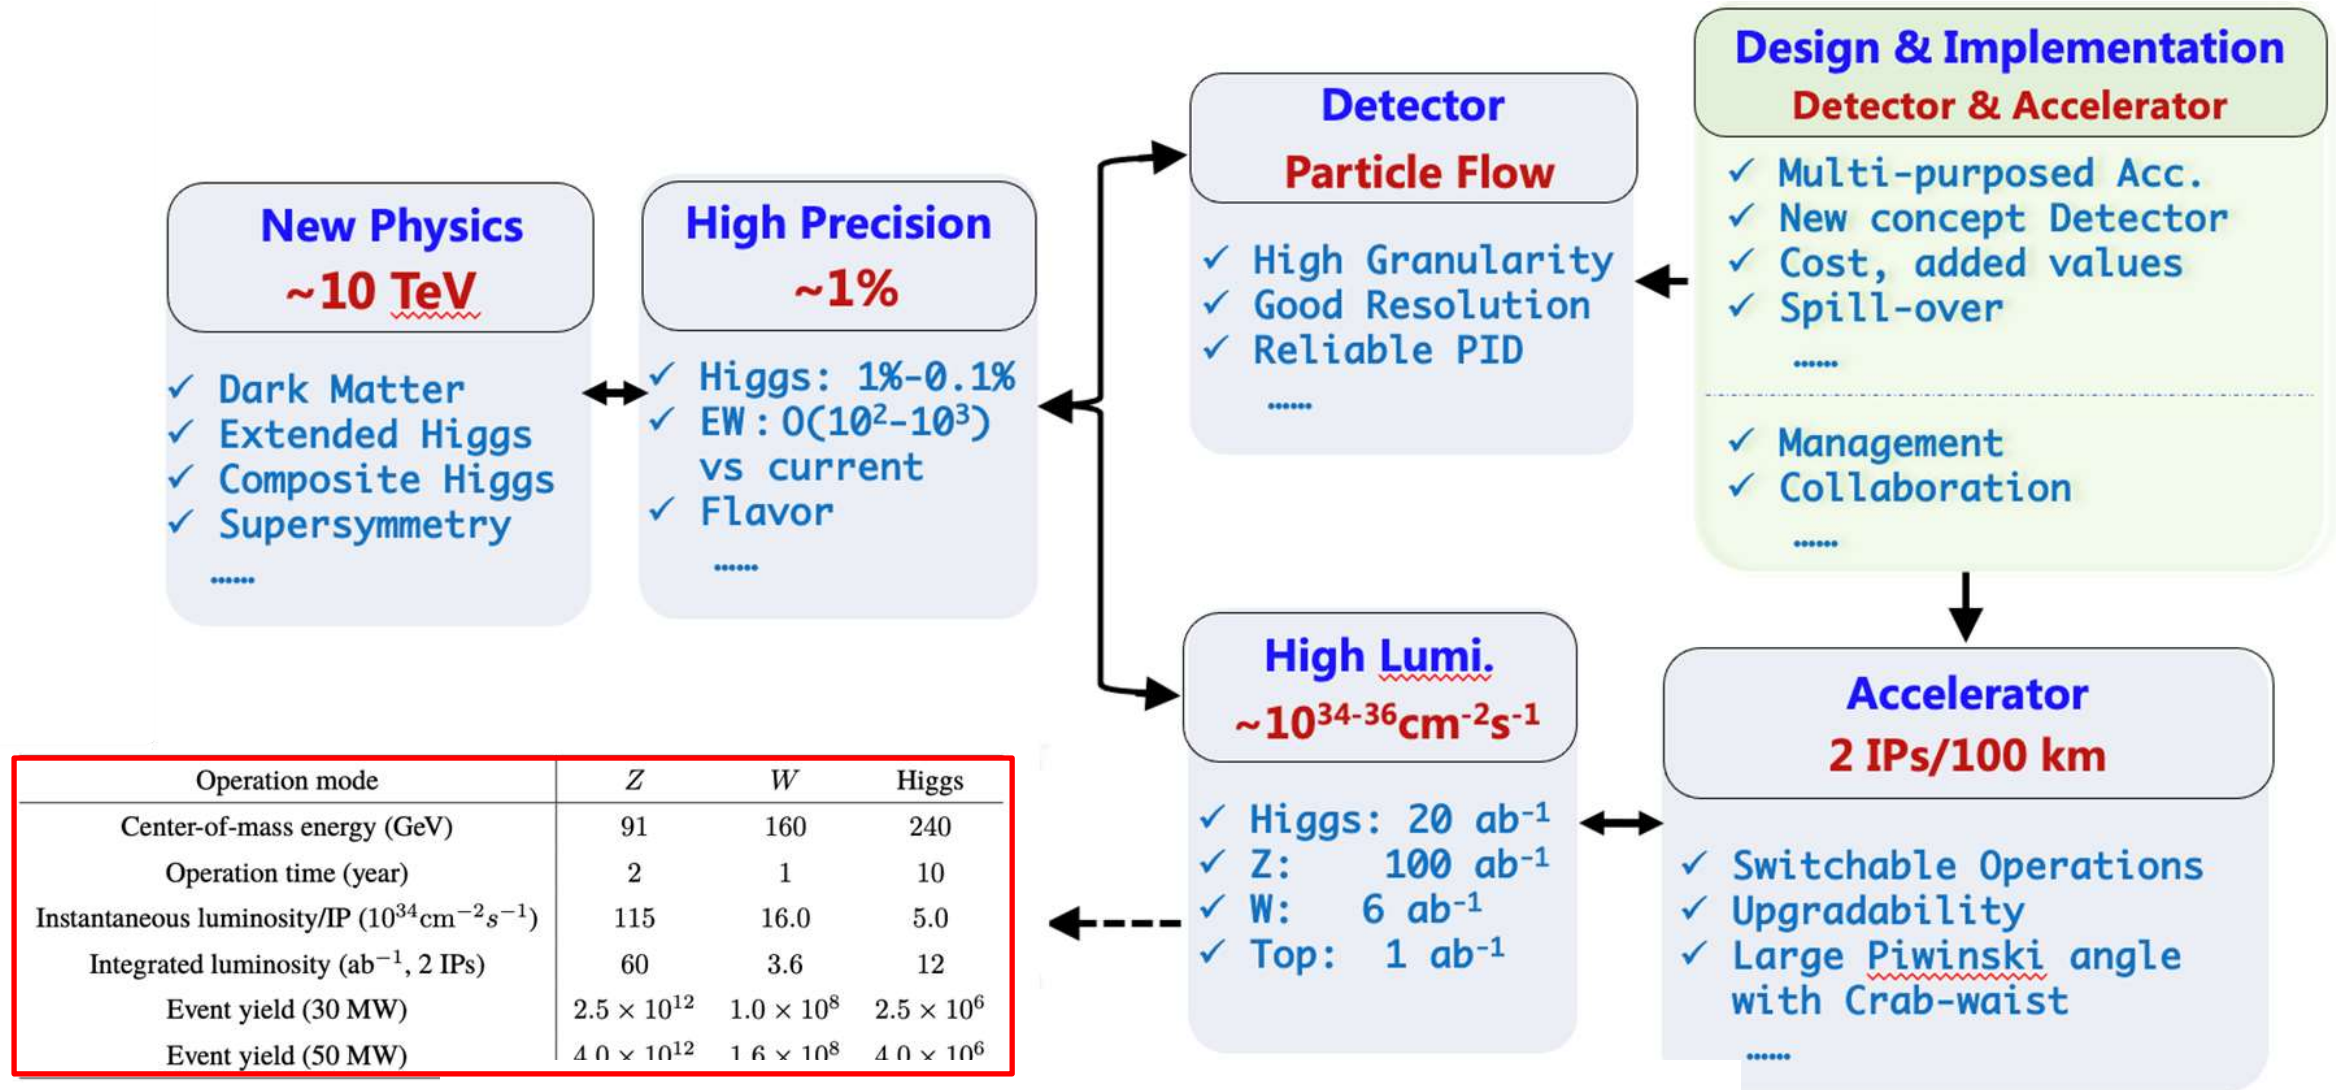 New Physics
~10 TeV
✓ Dark Matter
✓ Extended Higgs
✓ Composite Higgs
✓ Supersymmetry
......
High Precision
~1%
✓ Higgs: 1%-0.1%
✓ EW: O(10²-10³)
vs current
✓ Flavor
......
Detector
Particle Flow
✓ High Granularity
✓ Good Resolution
✓ Reliable PID
......
Design & Implementation
Detector & Accelerator
✓ Multi-purposed Acc.
✓ New concept Detector
✓ Cost, added values
✓ Spill-over
......
✓ Management
✓ Collaboration
......
High Lumi.
~10³⁴⁻³⁶cm⁻²s⁻¹
✓ Higgs: 20 ab⁻¹
✓ Z: 100 ab⁻¹
✓ W: 6 ab⁻¹
✓ Top: 1 ab⁻¹
Accelerator
2 IPs/100 km
✓ Switchable Operations
✓ Upgradability
✓ Large Piwinski angle
with Crab-waist
......
Operation mode Z W Higgs
Center-of-mass energy (GeV) 91 160 240
Operation time (year) 2 1 10
Instantaneous luminosity/IP (10³⁴cm⁻²s⁻¹) 115 16.0 5.0
Integrated luminosity (ab⁻¹, 2 IPs) 60 3.6 12
Event yield (30 MW) 2.5 × 10¹² 1.0 × 10⁸ 2.5 × 10⁶
Event yield (50 MW) 4.0 × 10¹² 1.6 × 10⁸ 4.0 × 10⁶